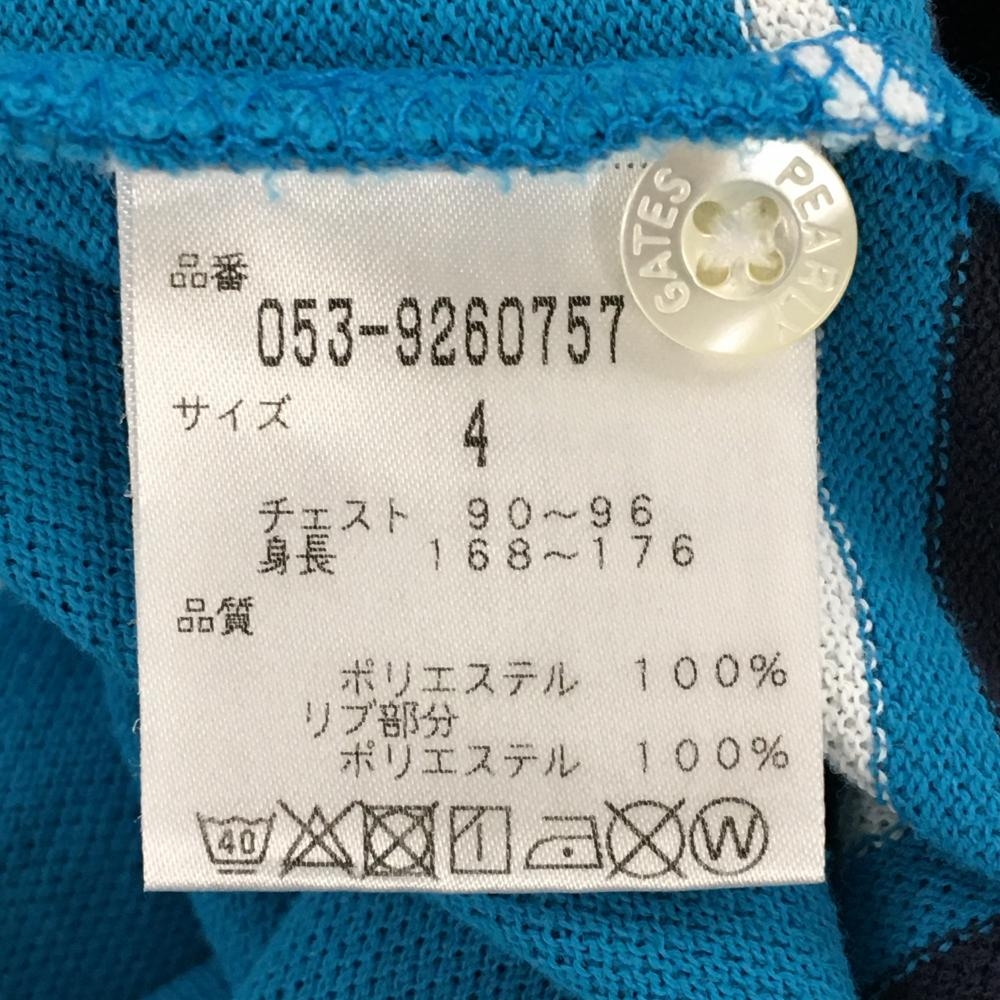 PEARLY GATES
品番
053-9260757
サイズ 4
チェスト 90～96
身長 168～176
品質
ポリエステル 100%
リブ部分
ポリエステル 100%
40 W